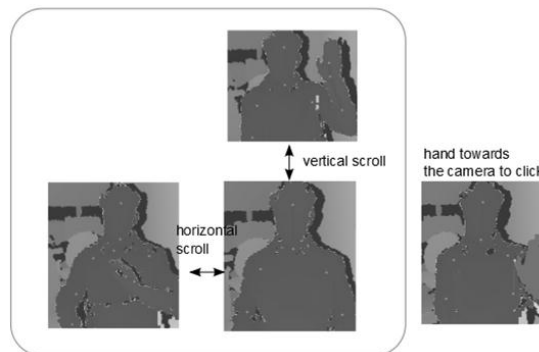 vertical scroll
hand towards
the camera to click
horizontal
scroll